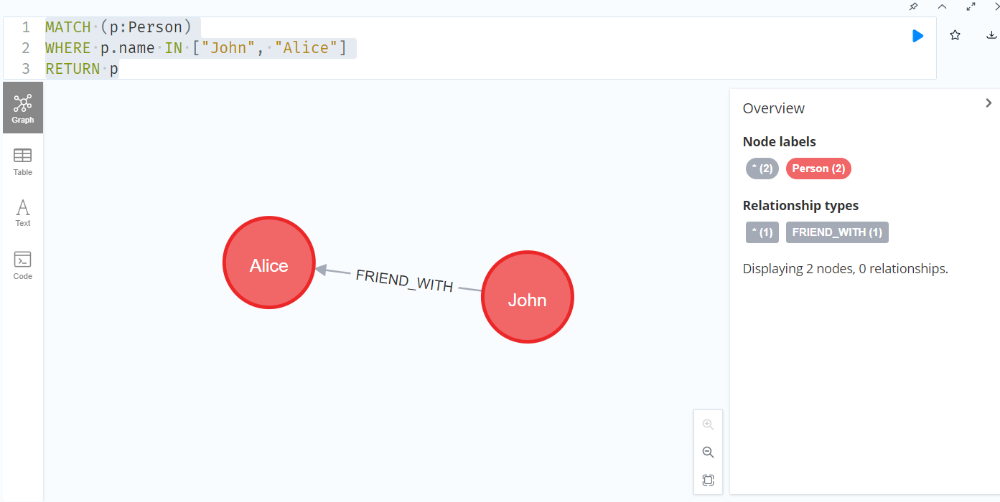 1 MATCH (p:Person)
2 WHERE p.name IN ["John", "Alice"]
3 RETURN p
Graph
Table
Text
Code
Alice
FRIEND_WITH
John
Overview
Node labels
* (2) Person (2)
Relationship types
* (1) FRIEND_WITH (1)
Displaying 2 nodes, 0 relationships.